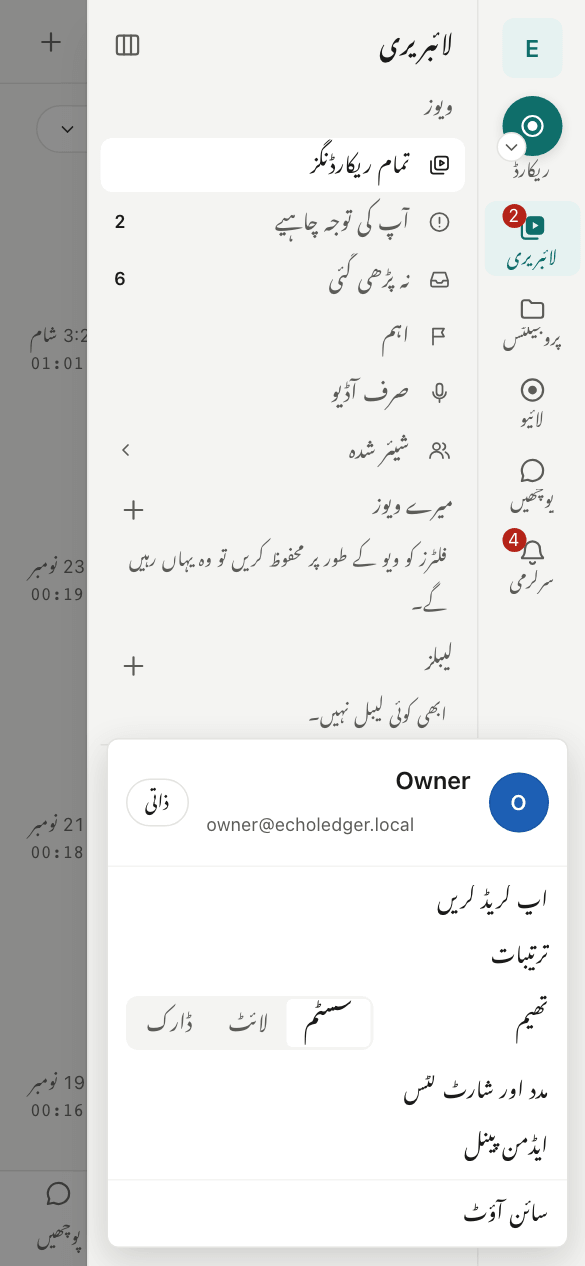 E
ریکارڈ
2
لائبریری
پروجیکٹس
لائیو
پوچھیں
4
سرگرمی
لائبریری
ویوز
تمام ریکارڈنگز
آپ کی توجہ چاہیے 2
نہ پڑھی گئی 6
اہم
صرف آڈیو
شیئر شدہ
میرے ویوز
فلٹرز کو ویو کے طور پر محفوظ کریں تو وہ یہاں رہیں
گے۔
لیبلز
ابھی کوئی لیبل نہیں۔
O
Owner
owner@echoledger.local
ذاتی
اپ گریڈ کریں
ترتیبات
تھیم
سسٹم لائٹ ڈارک
مدد اور شارٹ کٹس
ایڈمن پینل
سائن آؤٹ
شام
01:01
23 نومبر
00:19
21 نومبر
00:18
19 نومبر
00:16
پوچھیں